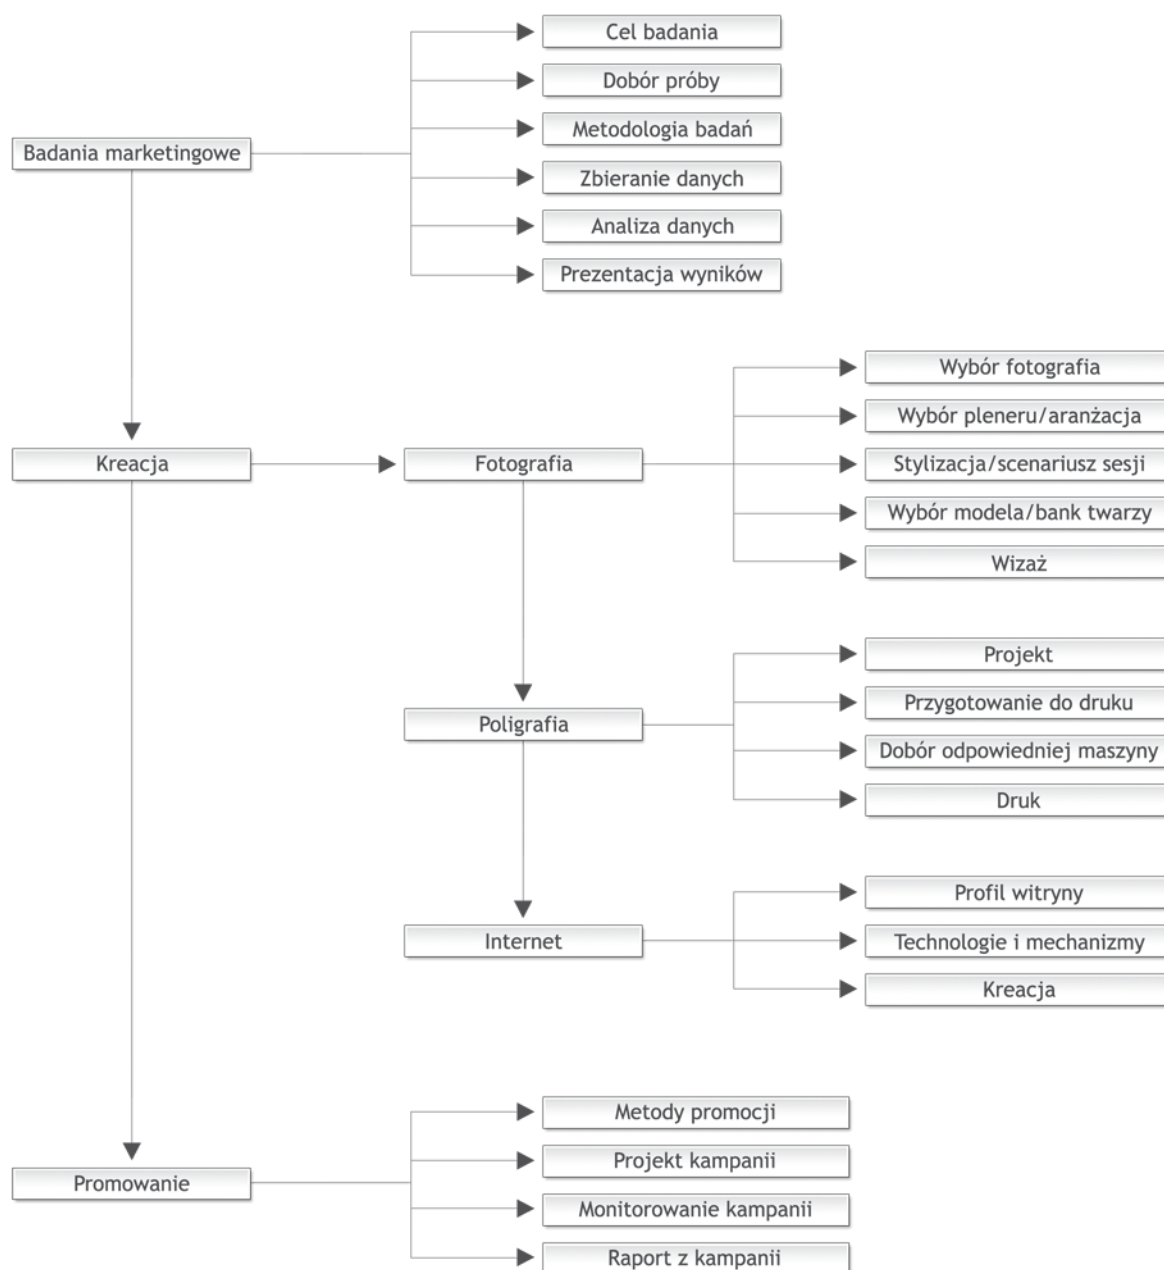 Cel badania
Dobór próby
Metodologia badań
Badania marketingowe
Zbieranie danych
Analiza danych
Prezentacja wyników
Wybór fotografia
Wybór pleneru/aranżacja
Kreacja
Fotografia
Stylizacja/scenariusz sesji
Wybór modela/bank twarzy
Wizaż
Projekt
Przygotowanie do druku
Poligrafia
Dobór odpowiedniej maszyny
Druk
Profil witryny
Internet
Technologie i mechanizmy
Kreacja
Metody promocji
Projekt kampanii
Promowanie
Monitorowanie kampanii
Raport z kampanii